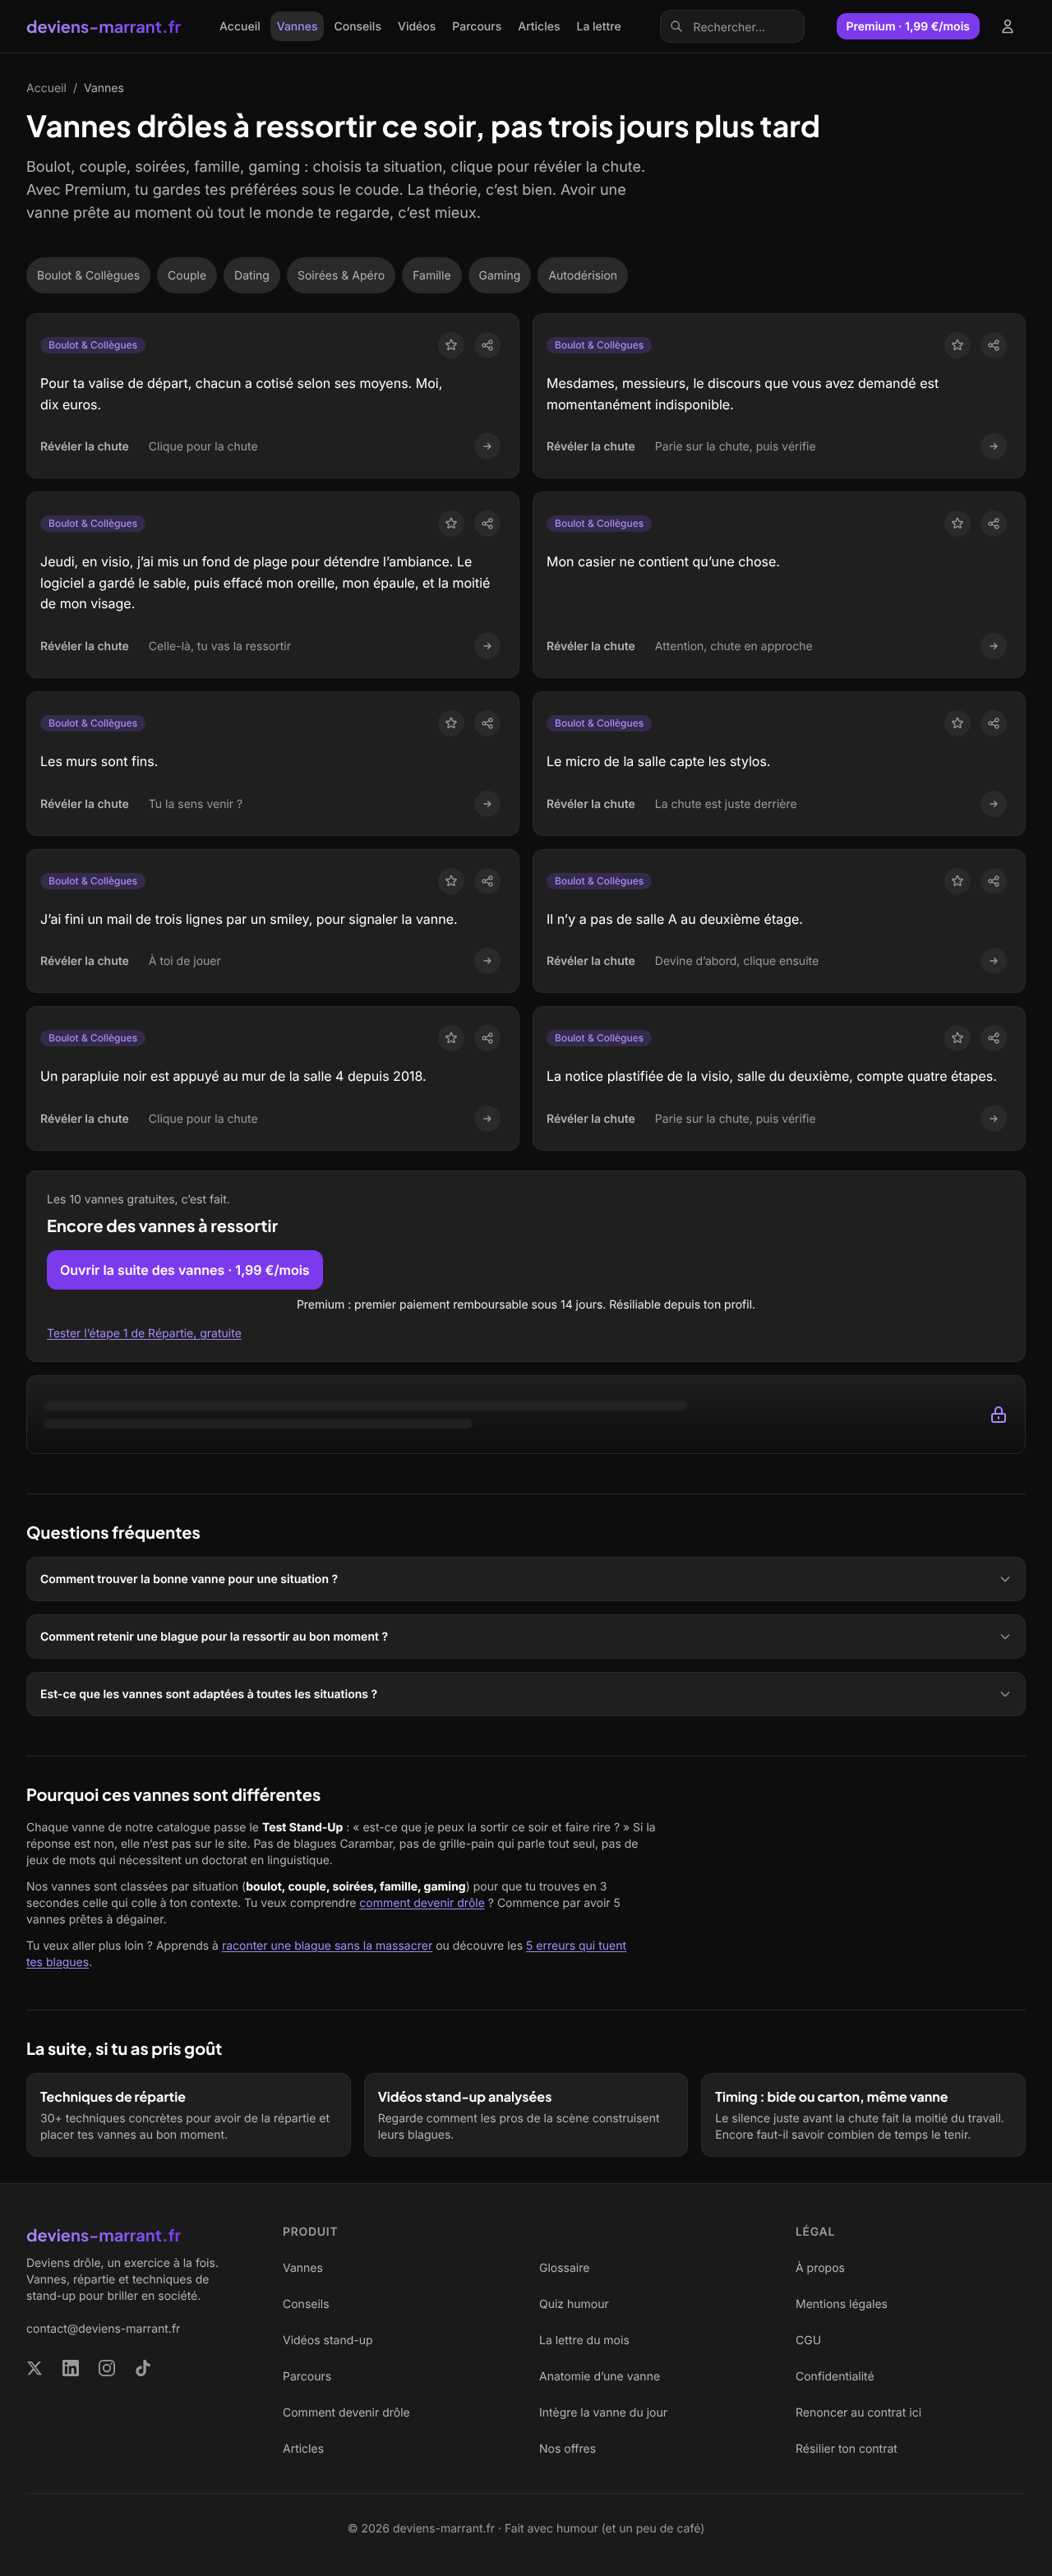 deviens-marrant.fr
Accueil
Vannes
Conseils
Vidéos
Parcours
Articles
La lettre
Rechercher...
Premium · 1,99 €/mois
Accueil / Vannes
Vannes drôles à ressortir ce soir, pas trois jours plus tard
Boulot, couple, soirées, famille, gaming : choisis ta situation, clique pour révéler la chute.
Avec Premium, tu gardes tes préférées sous le coude. La théorie, c’est bien. Avoir une
vanne prête au moment où tout le monde te regarde, c’est mieux.
Boulot & Collègues
Couple
Dating
Soirées & Apéro
Famille
Gaming
Autodérision
Boulot & Collègues
Pour ta valise de départ, chacun a cotisé selon ses moyens. Moi,
dix euros.
Révéler la chute Clique pour la chute
Boulot & Collègues
Mesdames, messieurs, le discours que vous avez demandé est
momentanément indisponible.
Révéler la chute Parie sur la chute, puis vérifie
Boulot & Collègues
Jeudi, en visio, j’ai mis un fond de plage pour détendre l’ambiance. Le
logiciel a gardé le sable, puis effacé mon oreille, mon épaule, et la moitié
de mon visage.
Révéler la chute Celle-là, tu vas la ressortir
Boulot & Collègues
Mon casier ne contient qu’une chose.
Révéler la chute Attention, chute en approche
Boulot & Collègues
Les murs sont fins.
Révéler la chute Tu la sens venir ?
Boulot & Collègues
Le micro de la salle capte les stylos.
Révéler la chute La chute est juste derrière
Boulot & Collègues
J’ai fini un mail de trois lignes par un smiley, pour signaler la vanne.
Révéler la chute À toi de jouer
Boulot & Collègues
Il n’y a pas de salle A au deuxième étage.
Révéler la chute Devine d’abord, clique ensuite
Boulot & Collègues
Un parapluie noir est appuyé au mur de la salle 4 depuis 2018.
Révéler la chute Clique pour la chute
Boulot & Collègues
La notice plastifiée de la visio, salle du deuxième, compte quatre étapes.
Révéler la chute Parie sur la chute, puis vérifie
Les 10 vannes gratuites, c’est fait.
Encore des vannes à ressortir
Ouvrir la suite des vannes · 1,99 €/mois
Premium : premier paiement remboursable sous 14 jours. Résiliable depuis ton profil.
Tester l’étape 1 de Répartie, gratuite
Questions fréquentes
Comment trouver la bonne vanne pour une situation ?
Comment retenir une blague pour la ressortir au bon moment ?
Est-ce que les vannes sont adaptées à toutes les situations ?
Pourquoi ces vannes sont différentes
Chaque vanne de notre catalogue passe le Test Stand-Up : « est-ce que je peux la sortir ce soir et faire rire ? » Si la
réponse est non, elle n’est pas sur le site. Pas de blagues Carambar, pas de grille-pain qui parle tout seul, pas de
jeux de mots qui nécessitent un doctorat en linguistique.
Nos vannes sont classées par situation (boulot, couple, soirées, famille, gaming) pour que tu trouves en 3
secondes celle qui colle à ton contexte. Tu veux comprendre comment devenir drôle ? Commence par avoir 5
vannes prêtes à dégainer.
Tu veux aller plus loin ? Apprends à raconter une blague sans la massacrer ou découvre les 5 erreurs qui tuent
tes blagues.
La suite, si tu as pris goût
Techniques de répartie
30+ techniques concrètes pour avoir de la répartie et
placer tes vannes au bon moment.
Vidéos stand-up analysées
Regarde comment les pros de la scène construisent
leurs blagues.
Timing : bide ou carton, même vanne
Le silence juste avant la chute fait la moitié du travail.
Encore faut-il savoir combien de temps le tenir.
deviens-marrant.fr
Deviens drôle, un exercice à la fois.
Vannes, répartie et techniques de
stand-up pour briller en société.
contact@deviens-marrant.fr
PRODUIT
Vannes
Conseils
Vidéos stand-up
Parcours
Comment devenir drôle
Articles
Glossaire
Quiz humour
La lettre du mois
Anatomie d’une vanne
Intègre la vanne du jour
Nos offres
LÉGAL
À propos
Mentions légales
CGU
Confidentialité
Renoncer au contrat ici
Résilier ton contrat
© 2026 deviens-marrant.fr · Fait avec humour (et un peu de café)